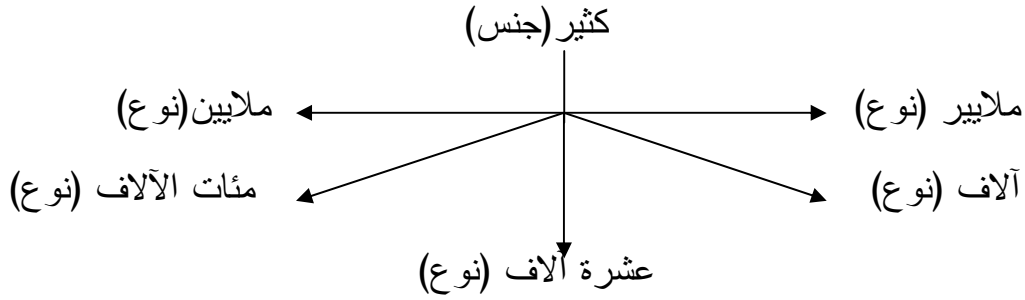 كثير (جنس)
ملايير (نوع)
ملايين (نوع)
آلاف (نوع)
مئات الآلاف (نوع)
عشرة آلاف (نوع)